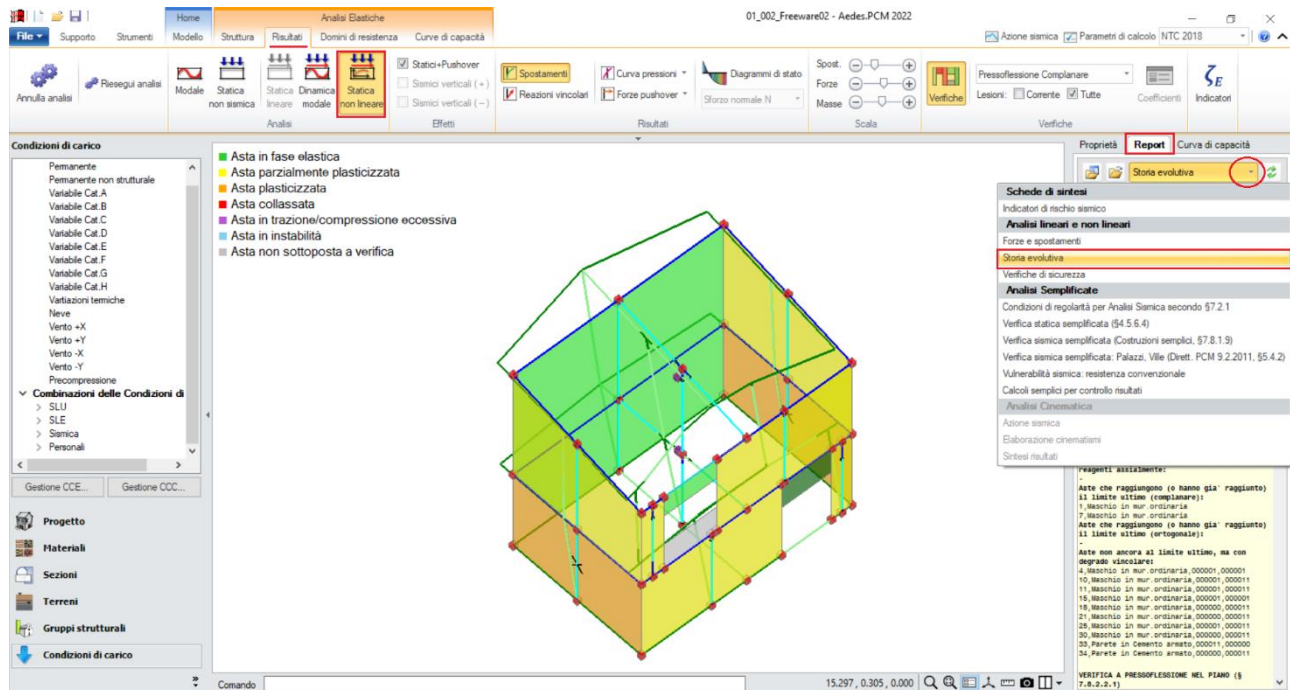 Home
Analisi Elastiche
01_002_Freeware02 - Aedes.PCM 2022
File
Supporto
Strumenti
Modello
Struttura
Risultati
Domini di resistenza
Curve di capacità
Azione sismica
Parametri di calcolo
NTC 2018
Annulla analisi
Riesegui analisi
Modale
Statica non sismica
Statica lineare
Dinamica modale
Statica non lineare
Analisi
Statici+Pushover
Sismici verticali (+)
Sismici verticali (−)
Effetti
Spostamenti
Reazioni vincolari
Curva pressioni
Forze pushover
Diagrammi di stato
Sforzo normale N
Risultati
Spost.
Forze
Masse
Scala
Verifiche
Pressoflessione Complanare
Lesioni:
Corrente
Tutte
Coefficienti
ζE
Indicatori
Verifiche
Condizioni di carico
Permanente
Permanente non strutturale
Variabile Cat.A
Variabile Cat.B
Variabile Cat.C
Variabile Cat.D
Variabile Cat.E
Variabile Cat.F
Variabile Cat.G
Variabile Cat.H
Variazioni termiche
Neve
Vento +X
Vento +Y
Vento -X
Vento -Y
Precompressione
Combinazioni delle Condizioni di
SLU
SLE
Sismica
Personali
Gestione CCE...
Gestione CCC...
Progetto
Materiali
Sezioni
Terreni
Gruppi strutturali
Condizioni di carico
Asta in fase elastica
Asta parzialmente plasticizzata
Asta plasticizzata
Asta collassata
Asta in trazione/compressione eccessiva
Asta in instabilità
Asta non sottoposta a verifica
Comando
15.297 , 0.305 , 0.000
Proprietà
Report
Curva di capacità
Storia evolutiva
Schede di sintesi
Indicatori di rischio sismico
Analisi lineari e non lineari
Forze e spostamenti
Storia evolutiva
Verifiche di sicurezza
Analisi Semplificate
Condizioni di regolarità per Analisi Sismica secondo §7.2.1
Verifica statica semplificata (§4.5.6.4)
Verifica sismica semplificata (Costruzioni semplici, §7.8.1.9)
Verifica sismica semplificata: Palazzi, Ville (Dirett. PCM 9.2.2011, §5.4.2)
Vulnerabilità sismica: resistenza convenzionale
Calcoli semplici per controllo risultati
Analisi Cinematica
Azione sismica
Elaborazione cinematismi
Sintesi risultati
reagenti assialmente:
-
Aste che raggiungono (o hanno gia' raggiunto)
il limite ultimo (complanare):
1,Maschio in mur.ordinaria
7,Maschio in mur.ordinaria
Aste che raggiungono (o hanno gia' raggiunto)
il limite ultimo (ortogonale):
-
Aste non ancora al limite ultimo, ma con
degrado vincolare:
4,Maschio in mur.ordinaria,000001,000001
10,Maschio in mur.ordinaria,000001,000011
11,Maschio in mur.ordinaria,000001,000011
15,Maschio in mur.ordinaria,000001,000001
18,Maschio in mur.ordinaria,000000,000011
21,Maschio in mur.ordinaria,000000,000011
25,Maschio in mur.ordinaria,000001,000011
30,Maschio in mur.ordinaria,000000,000011
33,Parete in Cemento armato,000011,000000
34,Parete in Cemento armato,000000,000011
VERIFICA A PRESSOFLESSIONE NEL PIANO (§
7.8.2.2.1)